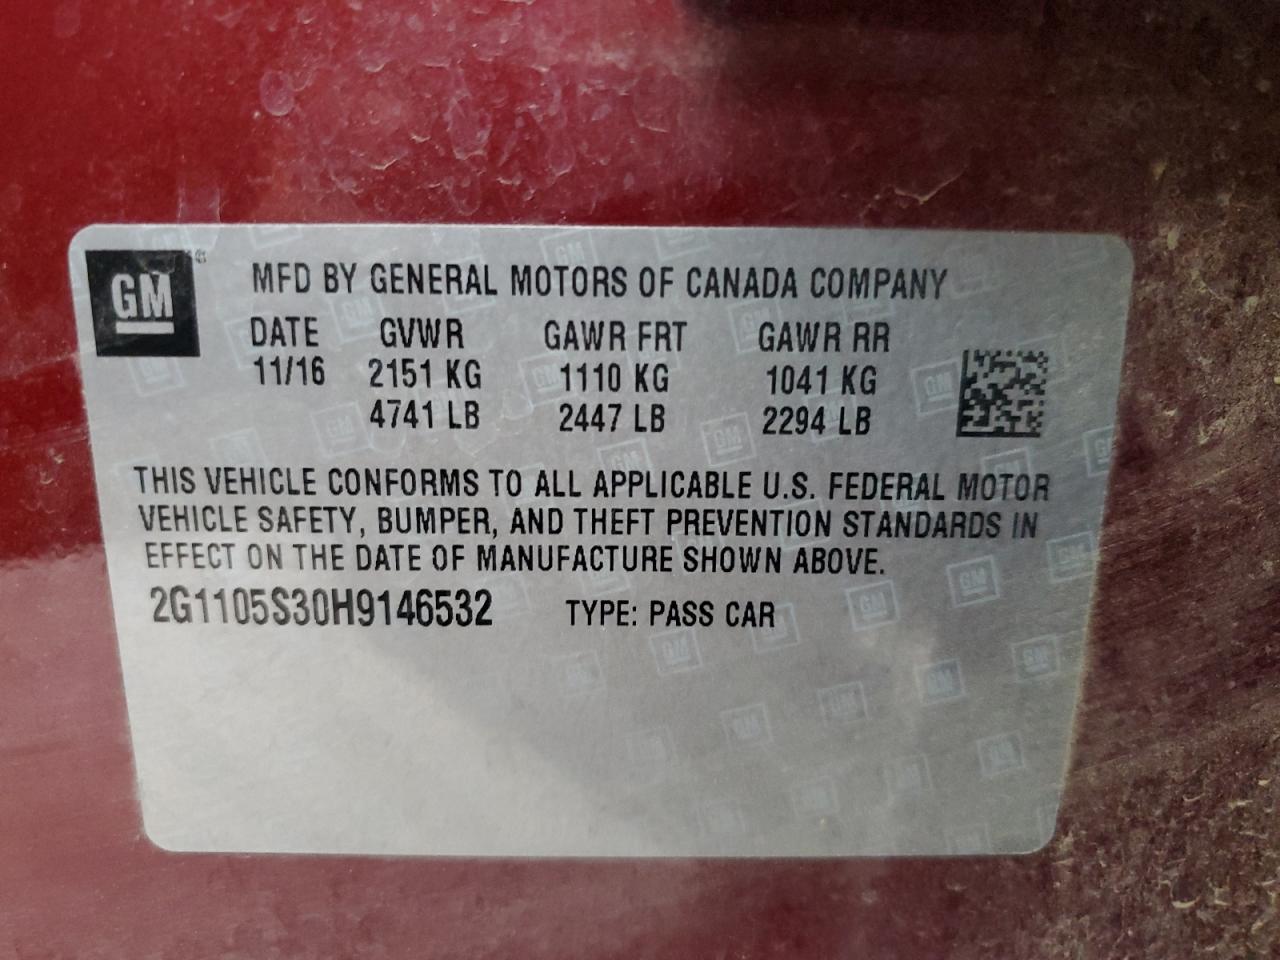 GM
MFD BY GENERAL MOTORS OF CANADA COMPANY
DATE GVWR GAWR FRT GAWR RR
11/16 2151 KG 1110 KG 1041 KG
4741 LB 2447 LB 2294 LB
THIS VEHICLE CONFORMS TO ALL APPLICABLE U.S. FEDERAL MOTOR
VEHICLE SAFETY, BUMPER, AND THEFT PREVENTION STANDARDS IN
EFFECT ON THE DATE OF MANUFACTURE SHOWN ABOVE.
2G1105S30H9146532 TYPE: PASS CAR